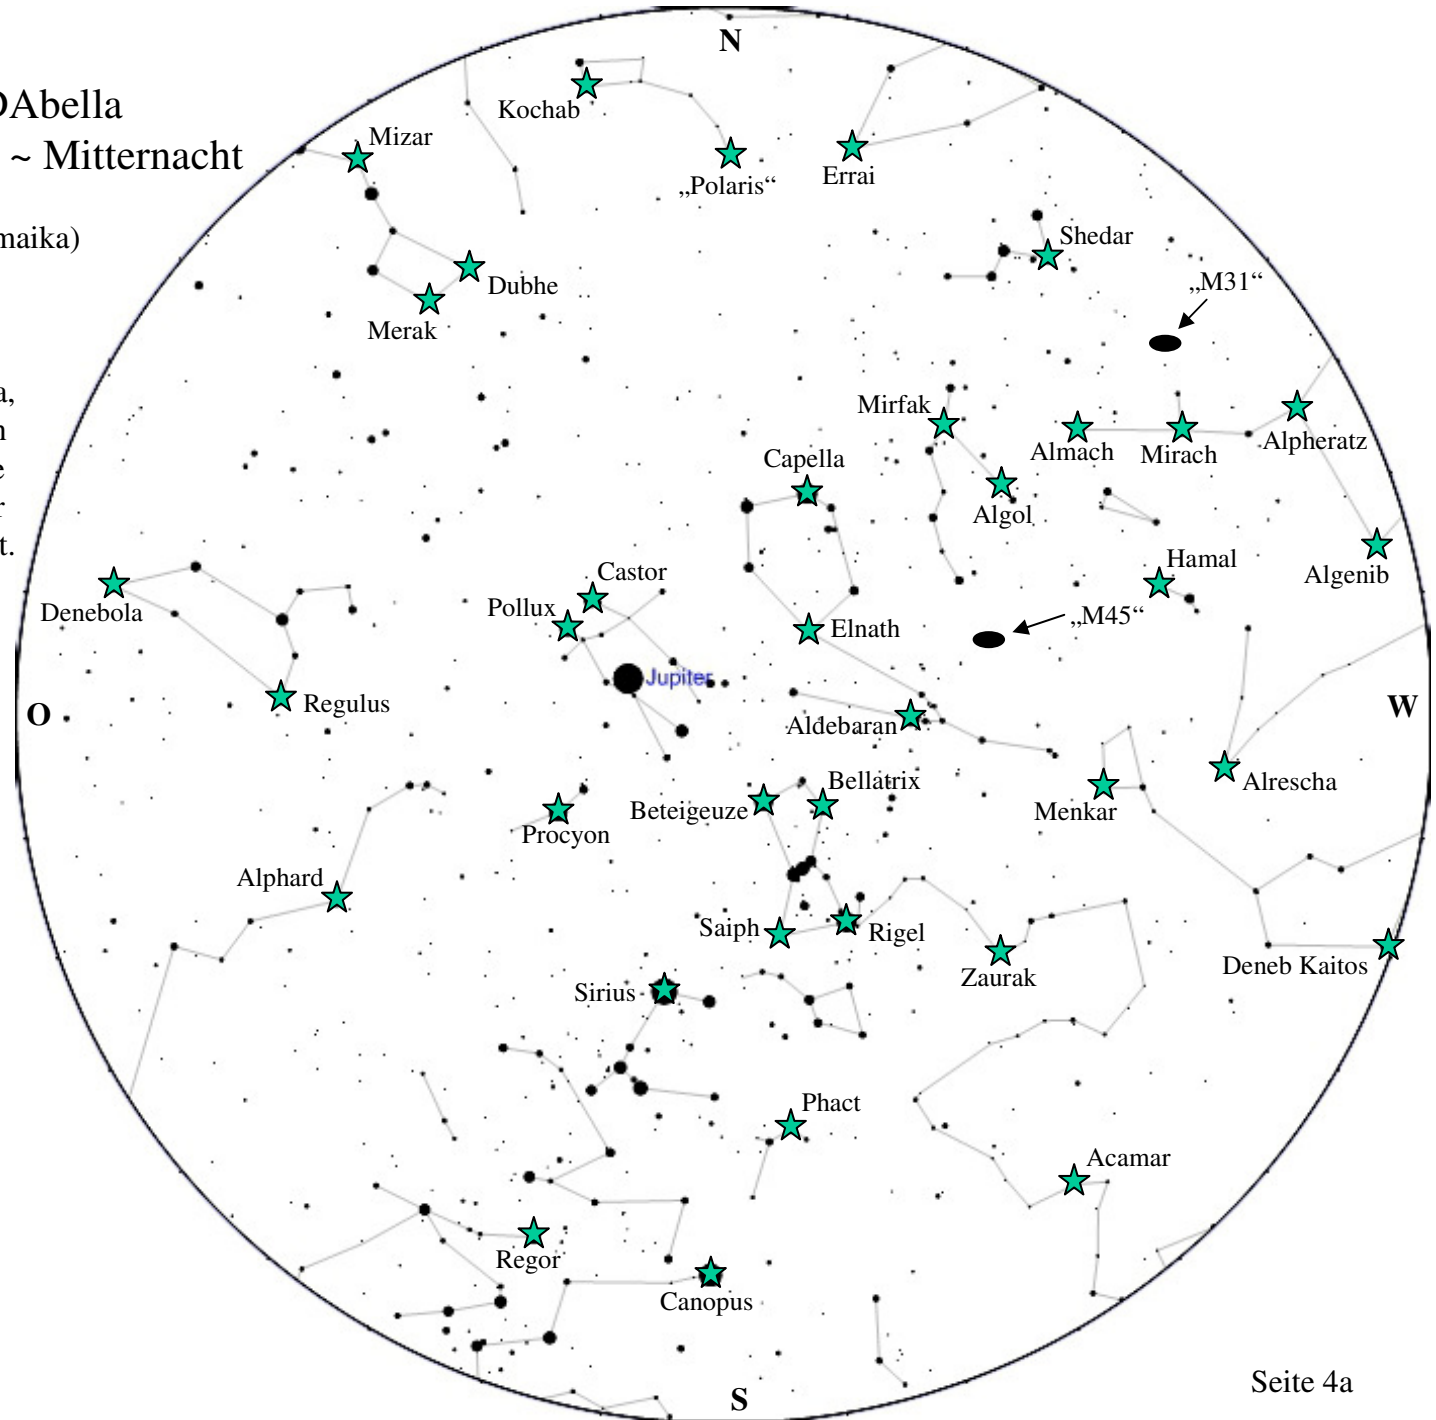 N
DAbella
~ Mitternacht
maika)
a,
n
e
r
t.
Kochab
Mizar
„Polaris“
Errai
Shedar
Dubhe
„M31“
Merak
Mirfak
Almach
Mirach
Alpheratz
Capella
Algol
Hamal
Algenib
Castor
Denebola
Pollux
Elnath
„M45“
Jupiter
Regulus
O
W
Aldebaran
Bellatrix
Beteigeuze
Menkar
Alrescha
Procyon
Alphard
Saiph
Rigel
Zaurak
Deneb Kaitos
Sirius
Phact
Acamar
Regor
Canopus
S
Seite 4a